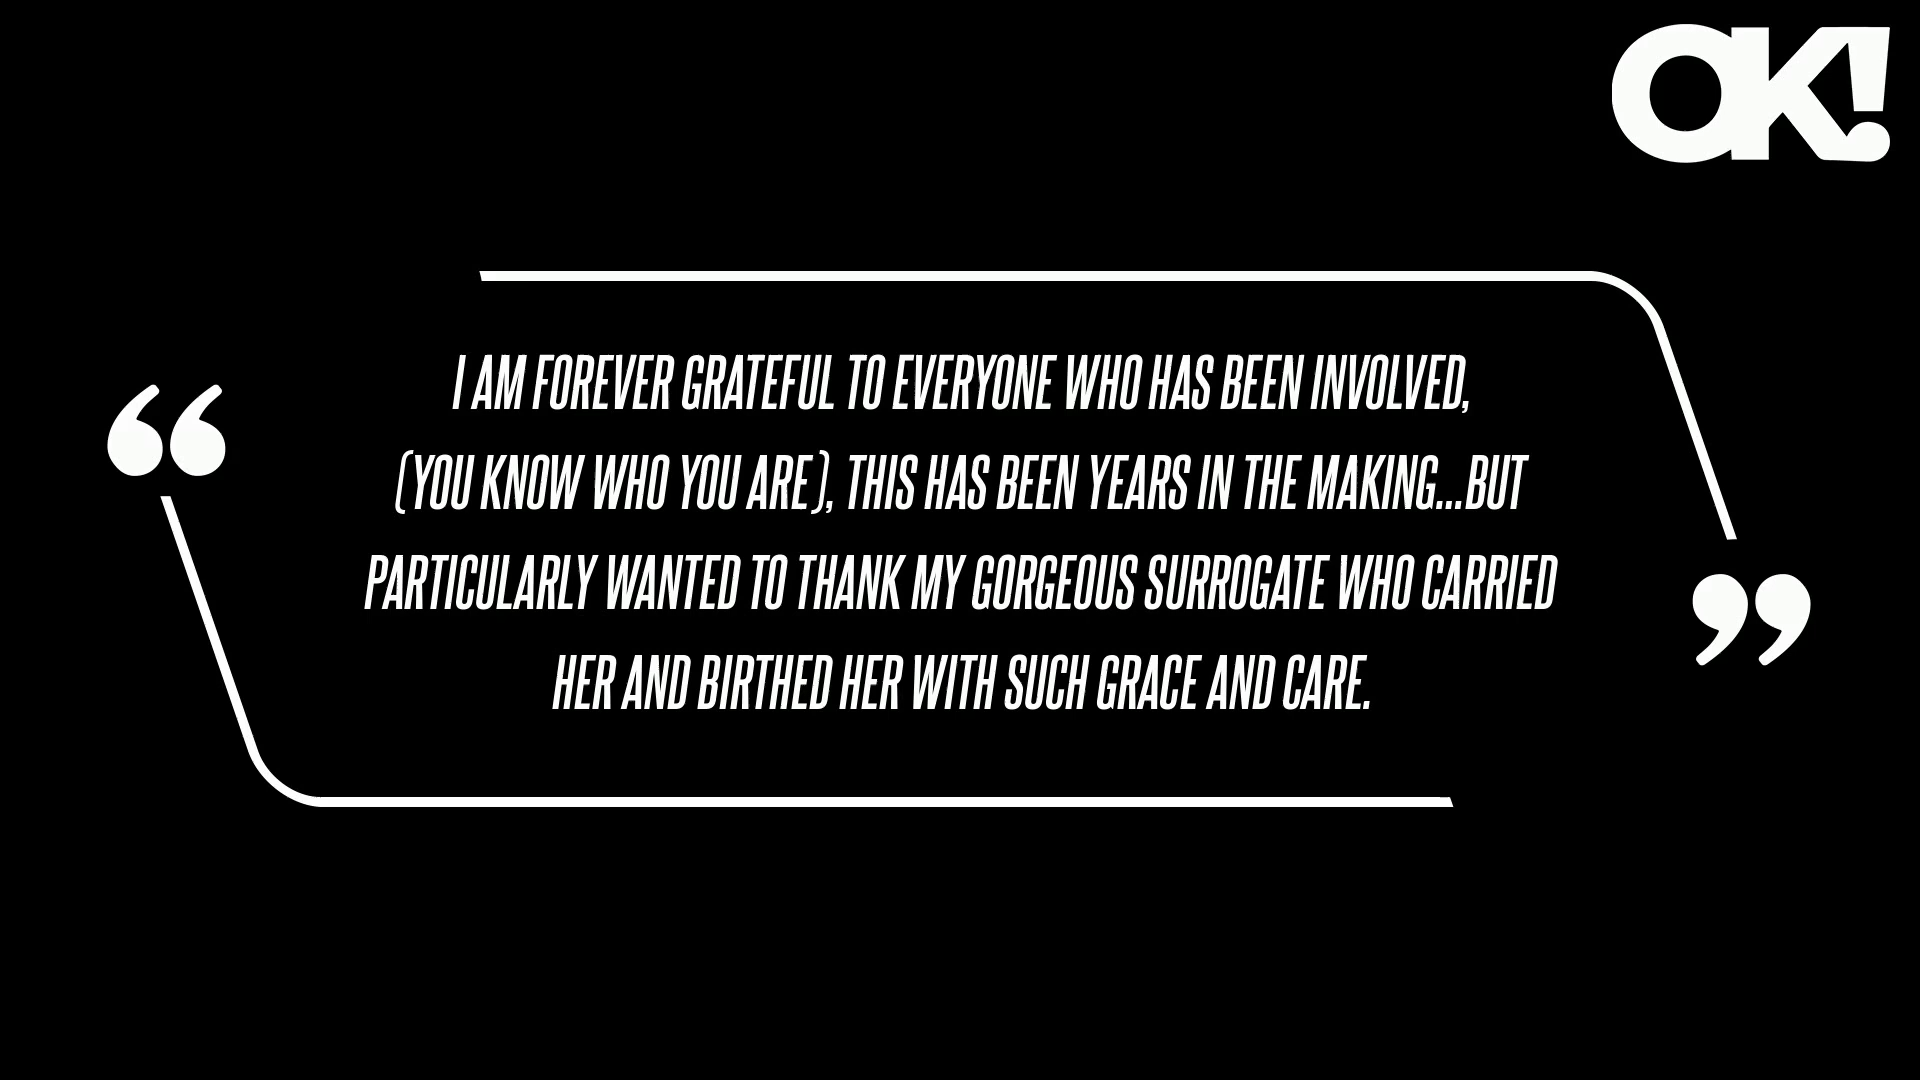 OK!
“
I AM FOREVER GRATEFUL TO EVERYONE WHO HAS BEEN INVOLVED,
(YOU KNOW WHO YOU ARE), THIS HAS BEEN YEARS IN THE MAKING...BUT
PARTICULARLY WANTED TO THANK MY GORGEOUS SURROGATE WHO CARRIED
HER AND BIRTHED HER WITH SUCH GRACE AND CARE.
”